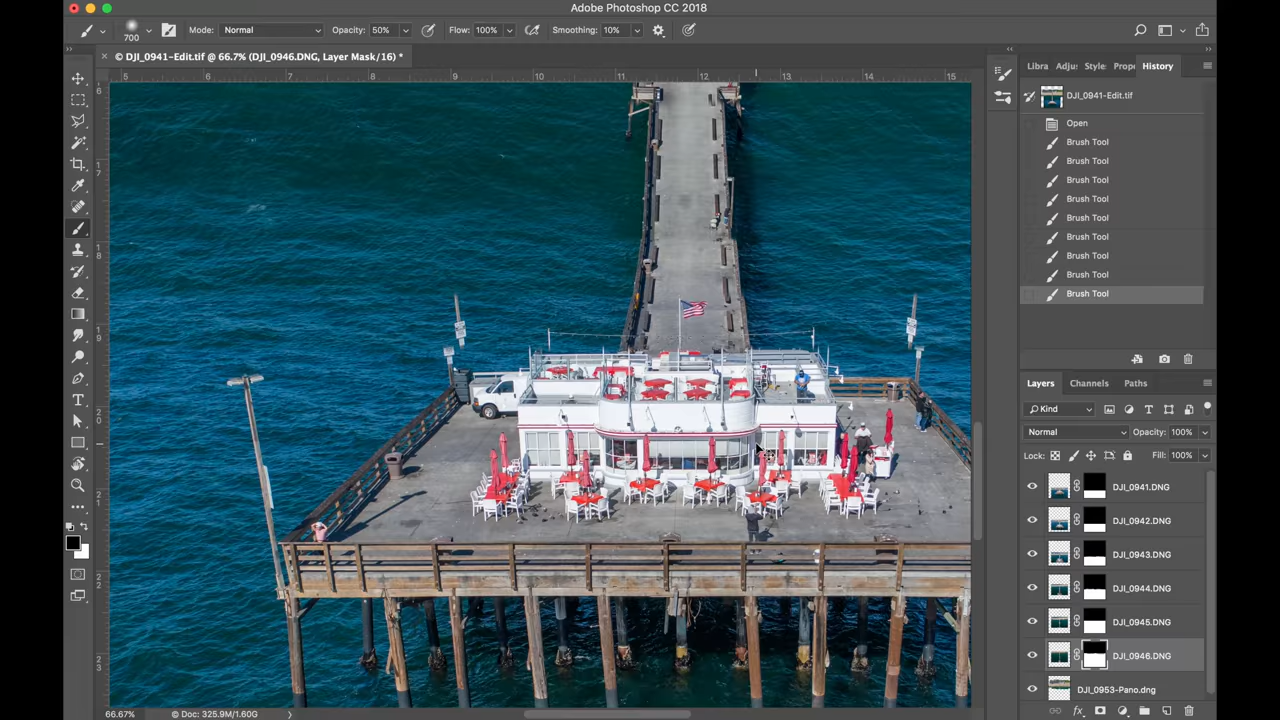 Adobe Photoshop CC 2018
700
Mode: Normal
Opacity: 50%
Flow: 100%
Smoothing: 10%
© DJI_0941-Edit.tif @ 66.7% (DJI_0946.DNG, Layer Mask/16) *
5 6 7 8 9 10 11 12 13 14 15
Libra Adju Style Prope History
DJI_0941-Edit.tif
Open
Brush Tool
Brush Tool
Brush Tool
Brush Tool
Brush Tool
Brush Tool
Brush Tool
Brush Tool
Brush Tool
Layers Channels Paths
Kind
Normal Opacity: 100%
Lock: Fill: 100%
DJI_0941.DNG
DJI_0942.DNG
DJI_0943.DNG
DJI_0944.DNG
DJI_0945.DNG
DJI_0946.DNG
DJI_0953-Pano.dng
66.67% © Doc: 325.9M/1.60G